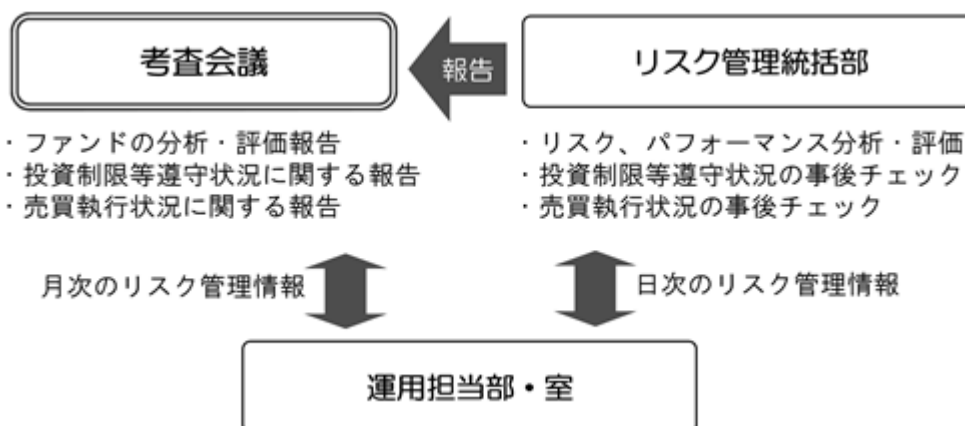 考査会議
報告
リスク管理統括部
・ファンドの分析・評価報告
・投資制限等遵守状況に関する報告
・売買執行状況に関する報告
・リスク、パフォーマンス分析・評価
・投資制限等遵守状況の事後チェック
・売買執行状況の事後チェック
月次のリスク管理情報
日次のリスク管理情報
運用担当部・室